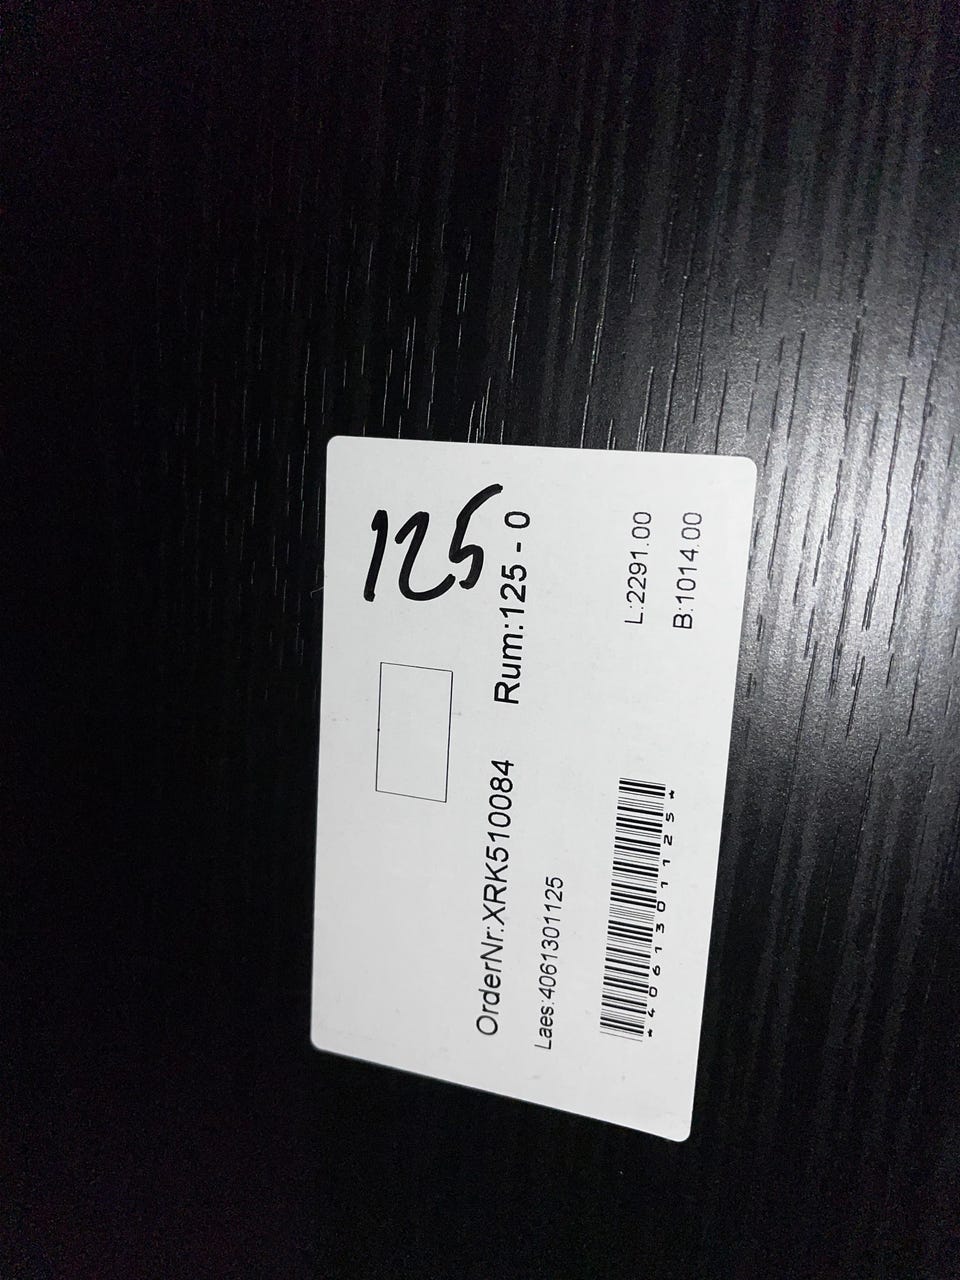 125
OrderNr:XRK510084 Rum:125 - 0
Laes:4061301125
L:2291.00
B:1014.00
*4061301125*